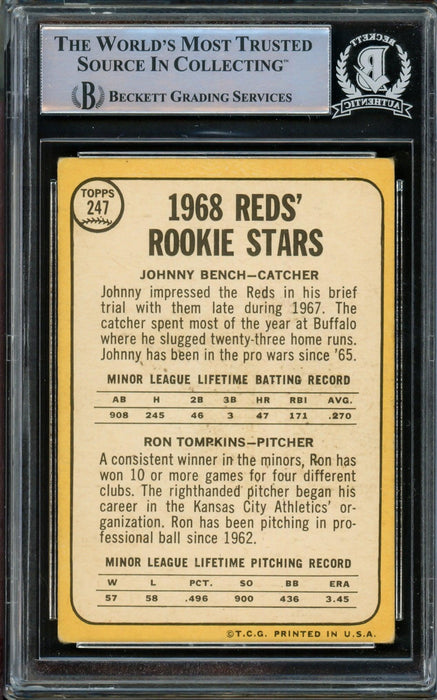 THE WORLD'S MOST TRUSTED
SOURCE IN COLLECTING™
B BECKETT GRADING SERVICES
BECKETT
B
AUTHENTIC
TOPPS
247
1968 REDS'
ROOKIE STARS
JOHNNY BENCH—CATCHER
Johnny impressed the Reds in his brief
trial with them late during 1967. The
catcher spent most of the year at Buffalo
where he slugged twenty-three home runs.
Johnny has been in the pro wars since '65.
MINOR LEAGUE LIFETIME BATTING RECORD
AB H 2B 3B HR RBI AVG.
908 245 46 3 47 171 .270
RON TOMPKINS—PITCHER
A consistent winner in the minors, Ron has
won 10 or more games for four different
clubs. The righthanded pitcher began his
career in the Kansas City Athletics' or-
ganization. Ron has been pitching in pro-
fessional ball since 1962.
MINOR LEAGUE LIFETIME PITCHING RECORD
W L PCT. SO BB ERA
57 58 .496 900 436 3.45
©T.C.G. PRINTED IN U.S.A.